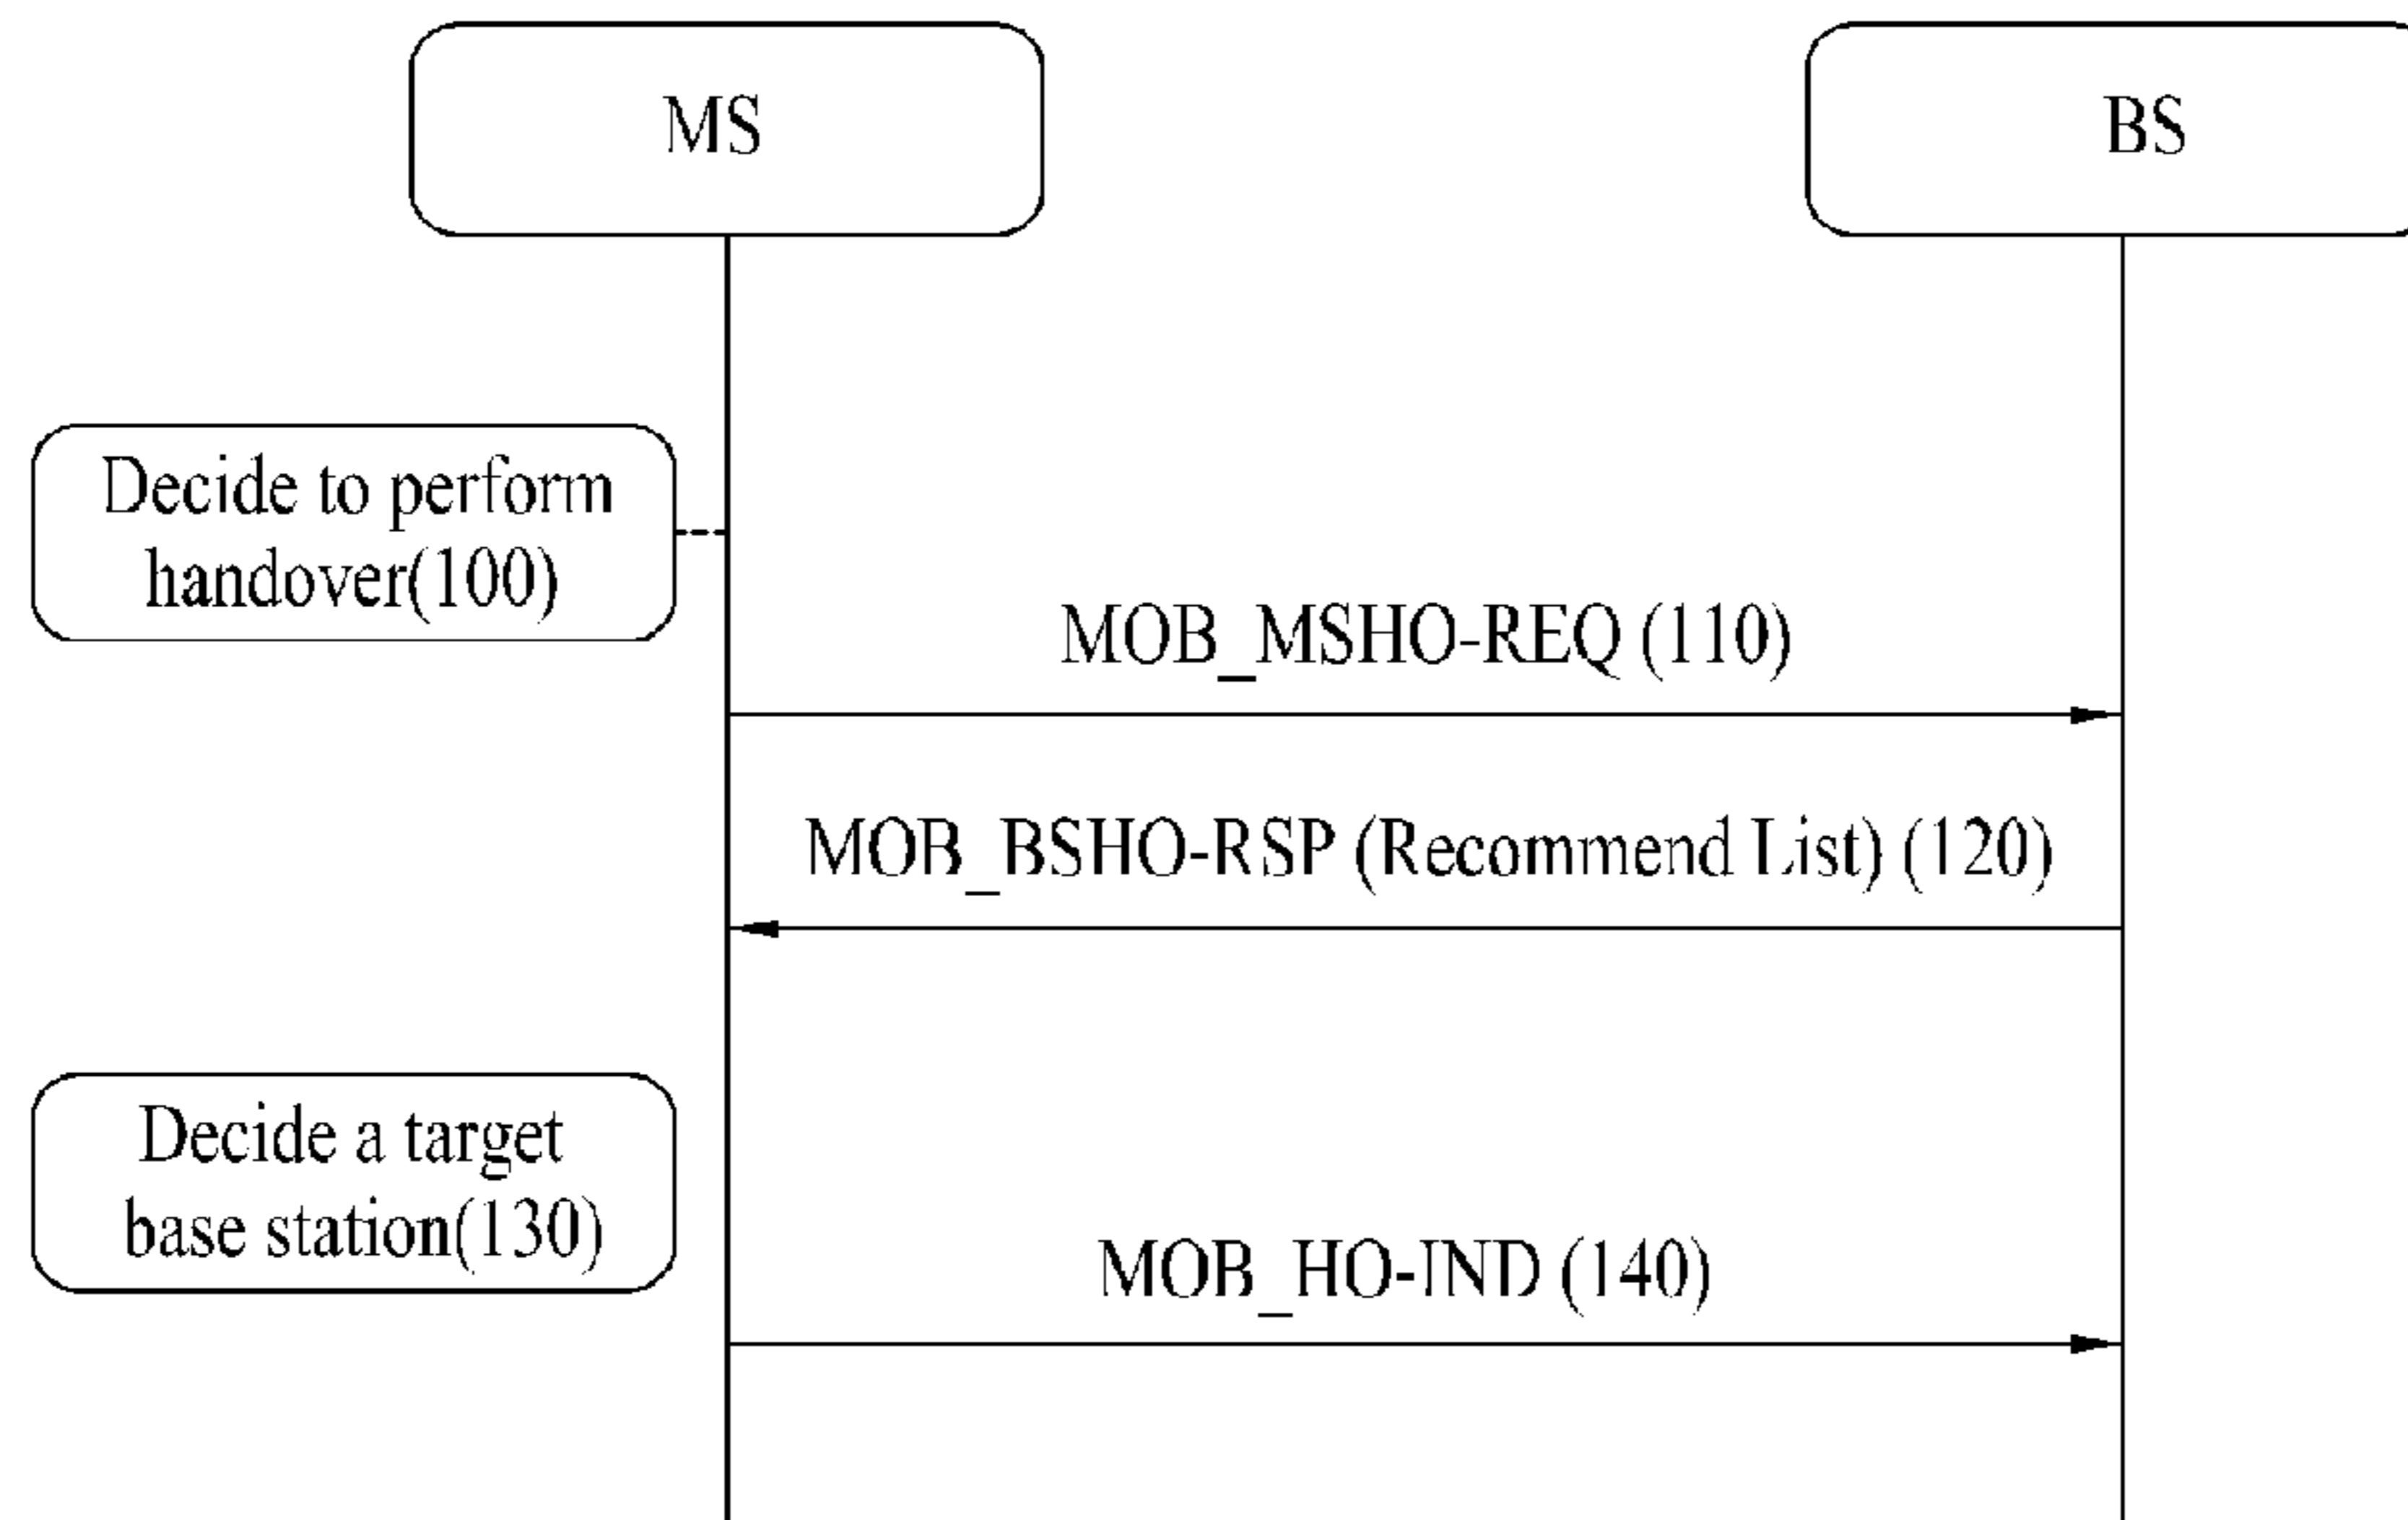 MS
BS
Decide to perform
handover(100)
MOB_MSHO-REQ (110)
MOB_BSHO-RSP (Recommend List) (120)
Decide a target
base station(130)
MOB_HO-IND (140)